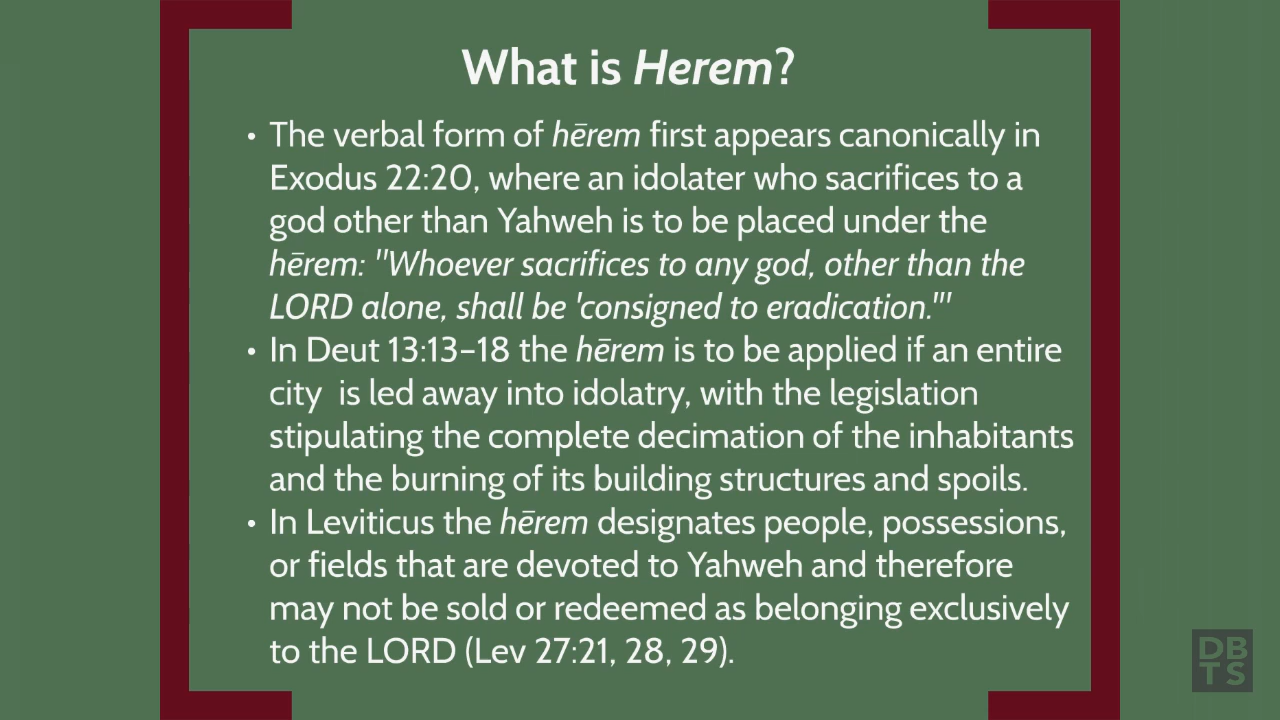 What is Herem?
• The verbal form of hērem first appears canonically in
Exodus 22:20, where an idolater who sacrifices to a
god other than Yahweh is to be placed under the
hērem: "Whoever sacrifices to any god, other than the
LORD alone, shall be 'consigned to eradication.'"
• In Deut 13:13–18 the hērem is to be applied if an entire
city  is led away into idolatry, with the legislation
stipulating the complete decimation of the inhabitants
and the burning of its building structures and spoils.
• In Leviticus the hērem designates people, possessions,
or fields that are devoted to Yahweh and therefore
may not be sold or redeemed as belonging exclusively
to the LORD (Lev 27:21, 28, 29).
DB
TS